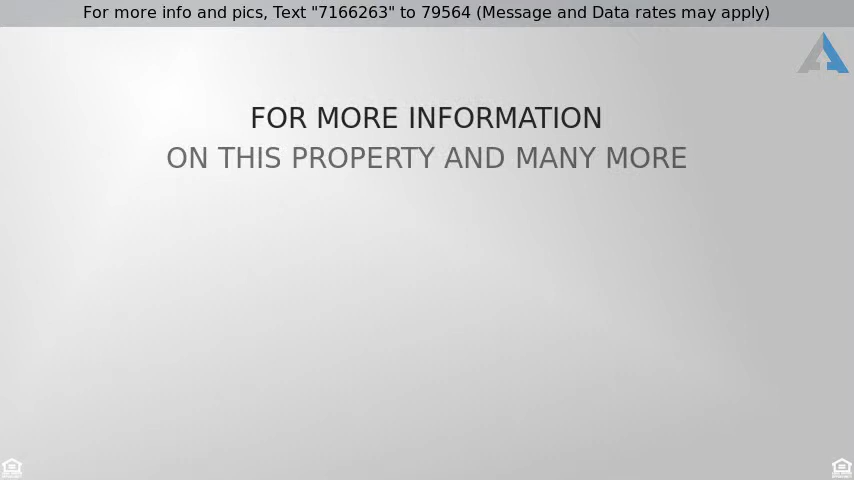 For more info and pics, Text "7166263" to 79564 (Message and Data rates may apply)
FOR MORE INFORMATION
ON THIS PROPERTY AND MANY MORE